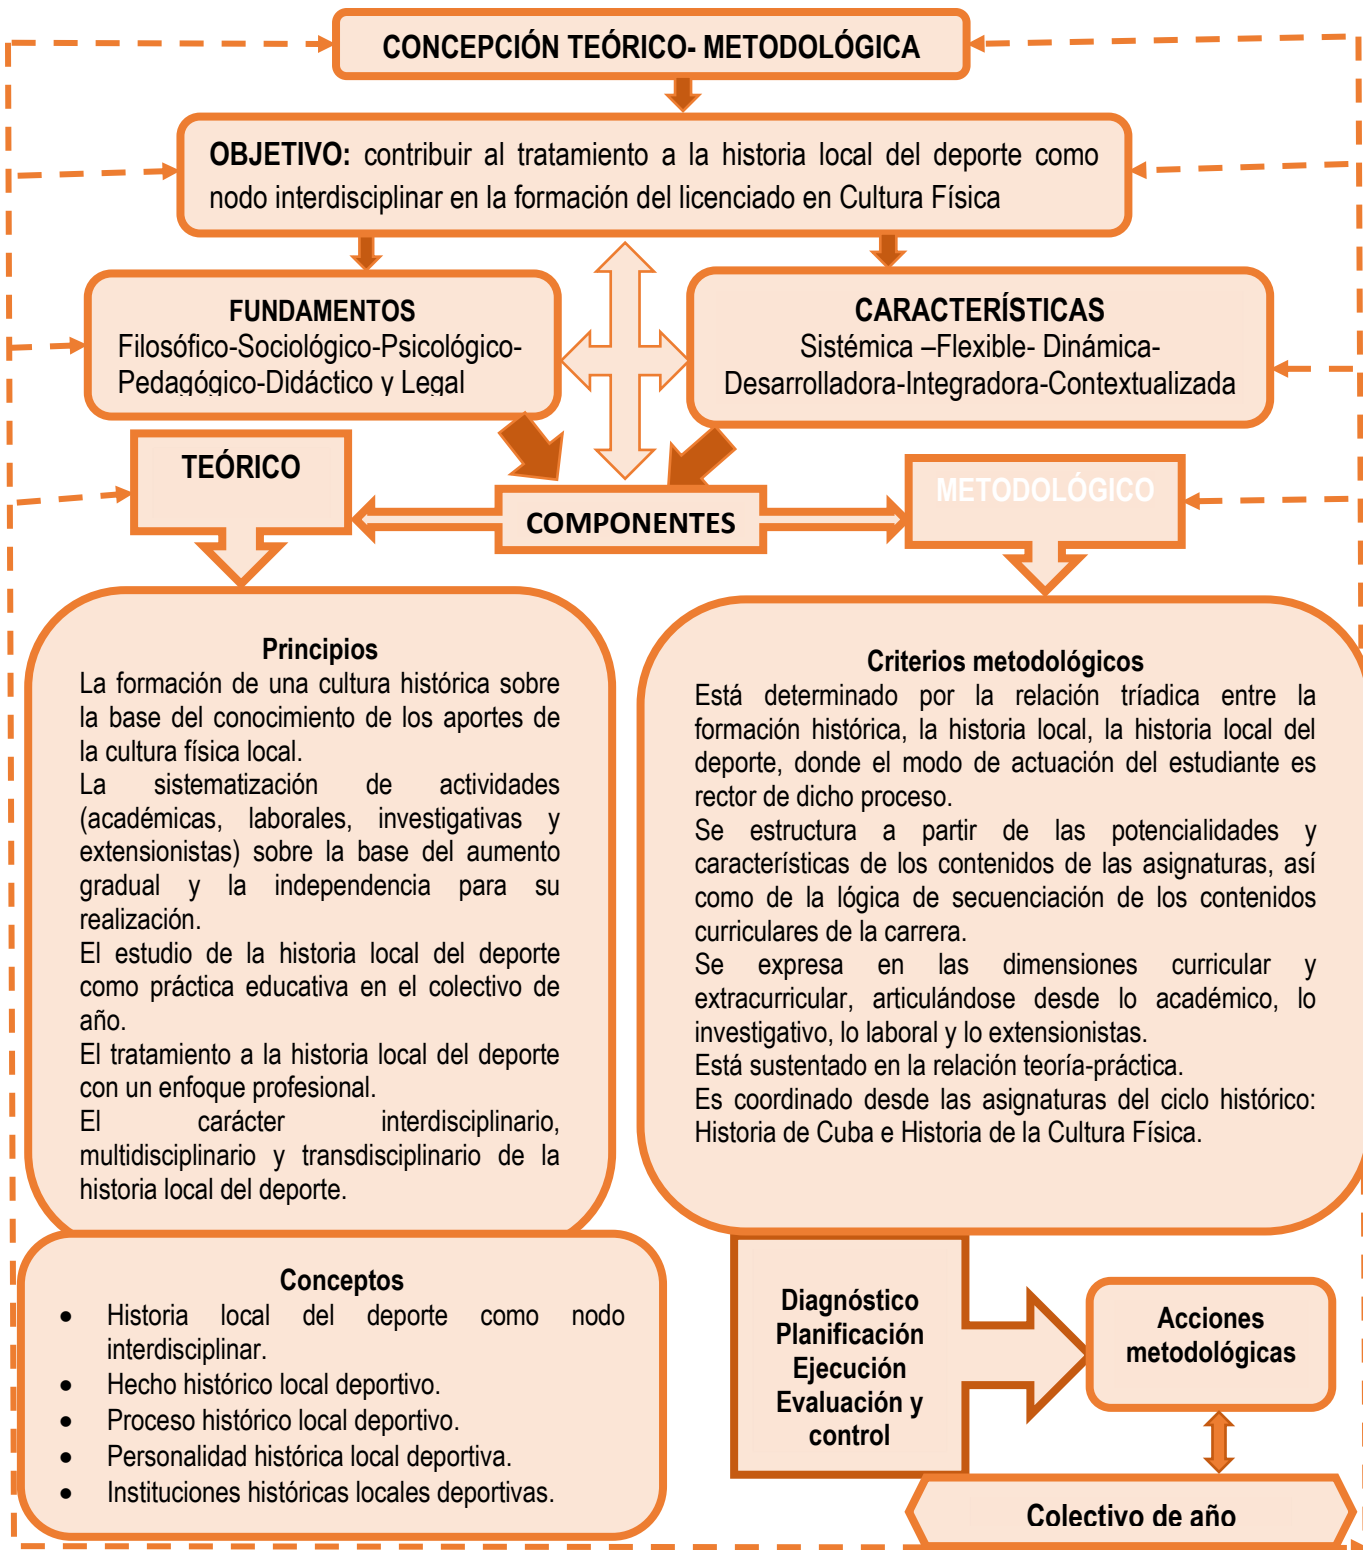 CONCEPCIÓN TEÓRICO- METODOLÓGICA
OBJETIVO: contribuir al tratamiento a la historia local del deporte como
nodo interdisciplinar en la formación del licenciado en Cultura Física
FUNDAMENTOS
Filosófico-Sociológico-Psicológico-
Pedagógico-Didáctico y Legal
CARACTERÍSTICAS
Sistémica –Flexible- Dinámica-
Desarrolladora-Integradora-Contextualizada
TEÓRICO
COMPONENTES
METODOLÓGICO
Principios
La formación de una cultura histórica sobre
la base del conocimiento de los aportes de
la cultura física local.
La sistematización de actividades
(académicas, laborales, investigativas y
extensionistas) sobre la base del aumento
gradual y la independencia para su
realización.
El estudio de la historia local del deporte
como práctica educativa en el colectivo de
año.
El tratamiento a la historia local del deporte
con un enfoque profesional.
El carácter interdisciplinario,
multidisciplinario y transdisciplinario de la
historia local del deporte.
Criterios metodológicos
Está determinado por la relación tríadica entre la
formación histórica, la historia local, la historia local del
deporte, donde el modo de actuación del estudiante es
rector de dicho proceso.
Se estructura a partir de las potencialidades y
características de los contenidos de las asignaturas, así
como de la lógica de secuenciación de los contenidos
curriculares de la carrera.
Se expresa en las dimensiones curricular y
extracurricular, articulándose desde lo académico, lo
investigativo, lo laboral y lo extensionistas.
Está sustentado en la relación teoría-práctica.
Es coordinado desde las asignaturas del ciclo histórico:
Historia de Cuba e Historia de la Cultura Física.
Conceptos
• Historia local del deporte como nodo
interdisciplinar.
• Hecho histórico local deportivo.
• Proceso histórico local deportivo.
• Personalidad histórica local deportiva.
• Instituciones históricas locales deportivas.
Diagnóstico
Planificación
Ejecución
Evaluación y
control
Acciones
metodológicas
Colectivo de año